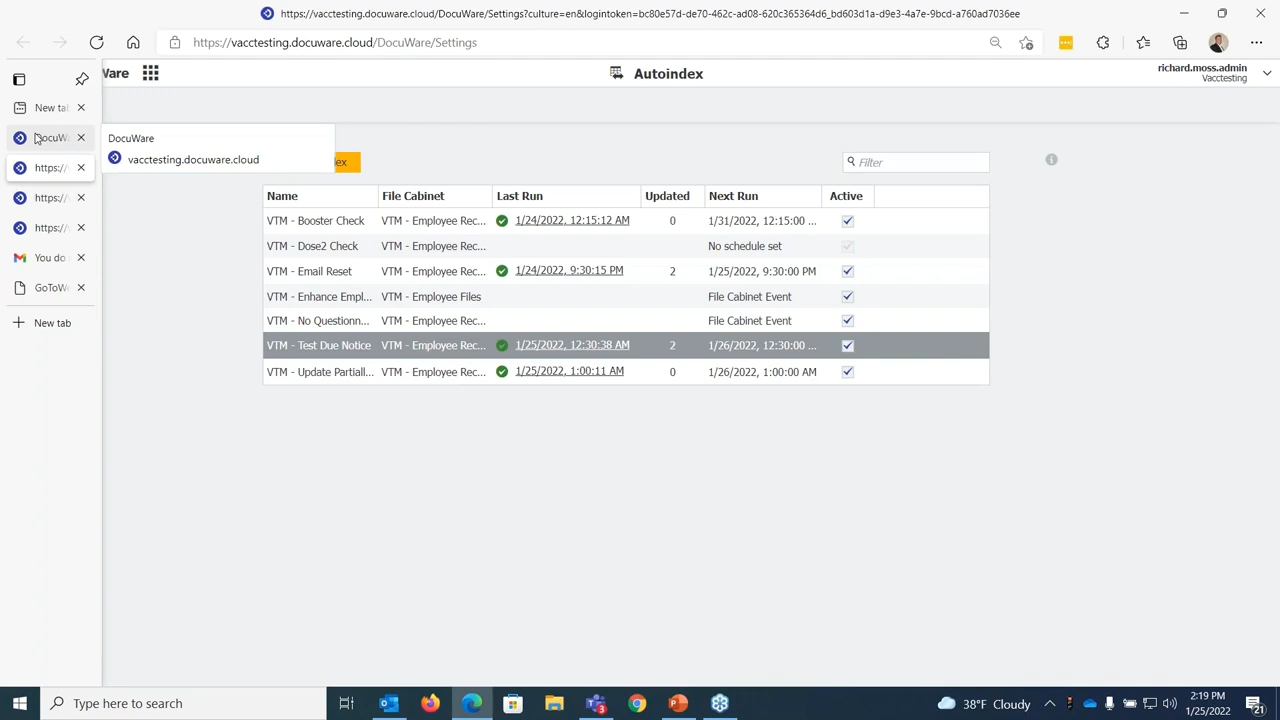 https://vacctesting.docuware.cloud/DocuWare/Settings?culture=en&logintoken=bc80e57d-de70-462c-ad08-620c365364d6_bd603d1a-d9e3-4a7e-9bcd-a760ad7036ee
https://vacctesting.docuware.cloud/DocuWare/Settings
Ware
Autoindex
richard.moss.admin
Vacctesting
New ta
DocuWa
DocuWare
vacctesting.docuware.cloud
ex
Filter
https://
https://
https://
You do
GoToW
New tab
Name File Cabinet Last Run Updated Next Run Active
VTM - Booster Check VTM - Employee Rec... 1/24/2022, 12:15:12 AM 0 1/31/2022, 12:15:00 ...
VTM - Dose2 Check VTM - Employee Rec... No schedule set
VTM - Email Reset VTM - Employee Rec... 1/24/2022, 9:30:15 PM 2 1/25/2022, 9:30:00 PM
VTM - Enhance Empl... VTM - Employee Files File Cabinet Event
VTM - No Questionn... VTM - Employee Rec... File Cabinet Event
VTM - Test Due Notice VTM - Employee Rec... 1/25/2022, 12:30:38 AM 2 1/26/2022, 12:30:00 ...
VTM - Update Partiall... VTM - Employee Rec... 1/25/2022, 1:00:11 AM 0 1/26/2022, 1:00:00 AM
Type here to search
38°F Cloudy
2:19 PM
1/25/2022
21